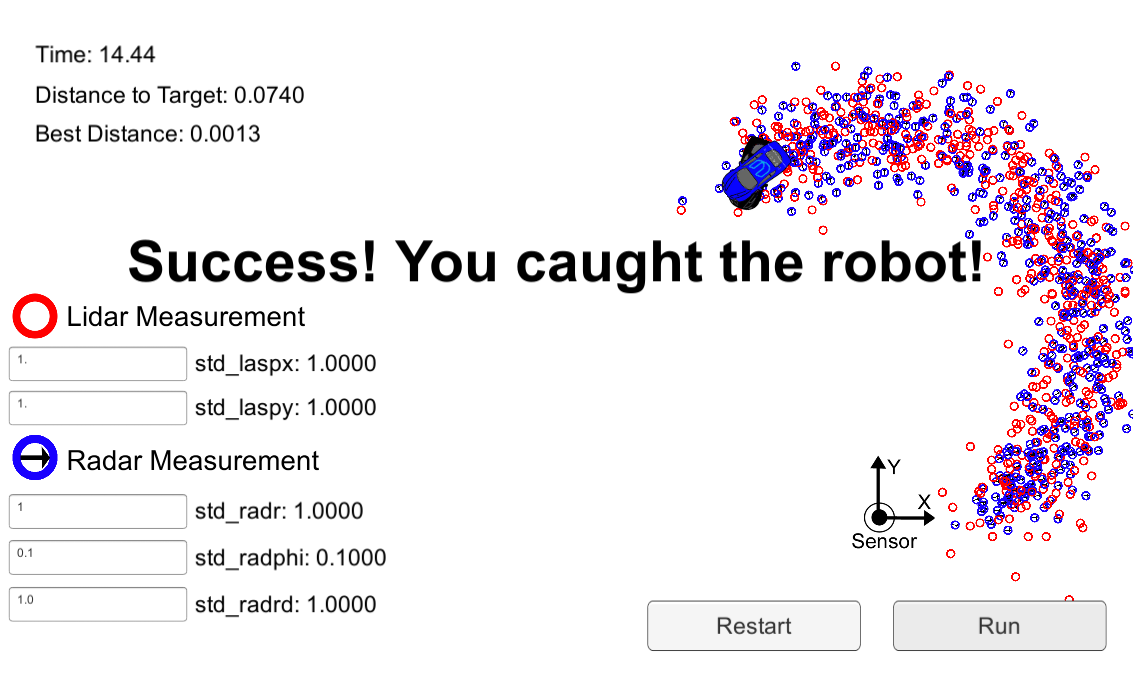 Time: 14.44
Distance to Target: 0.0740
Best Distance: 0.0013
Success! You caught the robot!
Lidar Measurement
1. std_laspx: 1.0000
1. std_laspy: 1.0000
Radar Measurement
1 std_radr: 1.0000
0.1 std_radphi: 0.1000
1.0 std_radrd: 1.0000
Y
X
Sensor
Restart
Run